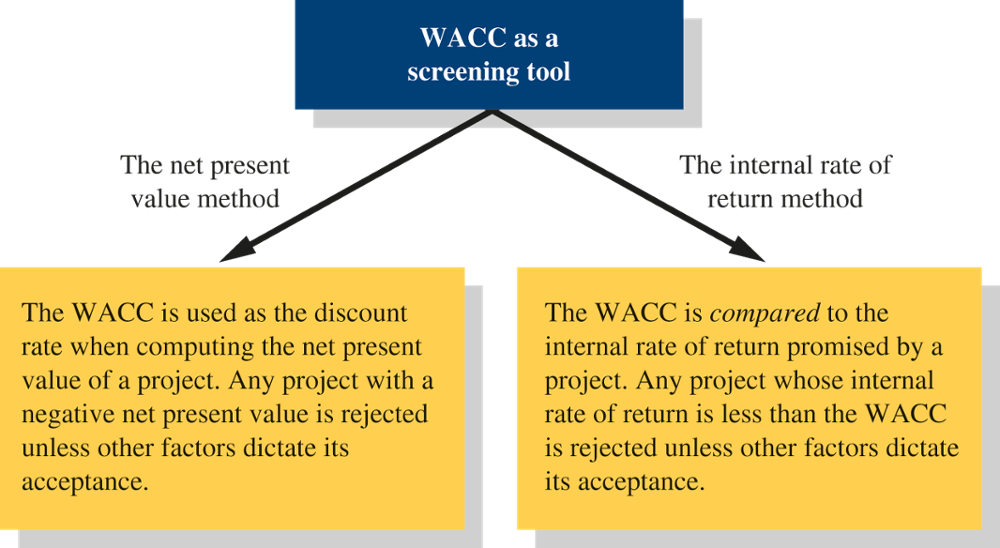 WACC as a
screening tool
The net present
value method
The internal rate of
return method
The WACC is used as the discount
rate when computing the net present
value of a project. Any project with a
negative net present value is rejected
unless other factors dictate its
acceptance.
The WACC is compared to the
internal rate of return promised by a
project. Any project whose internal
rate of return is less than the WACC
is rejected unless other factors dictate
its acceptance.